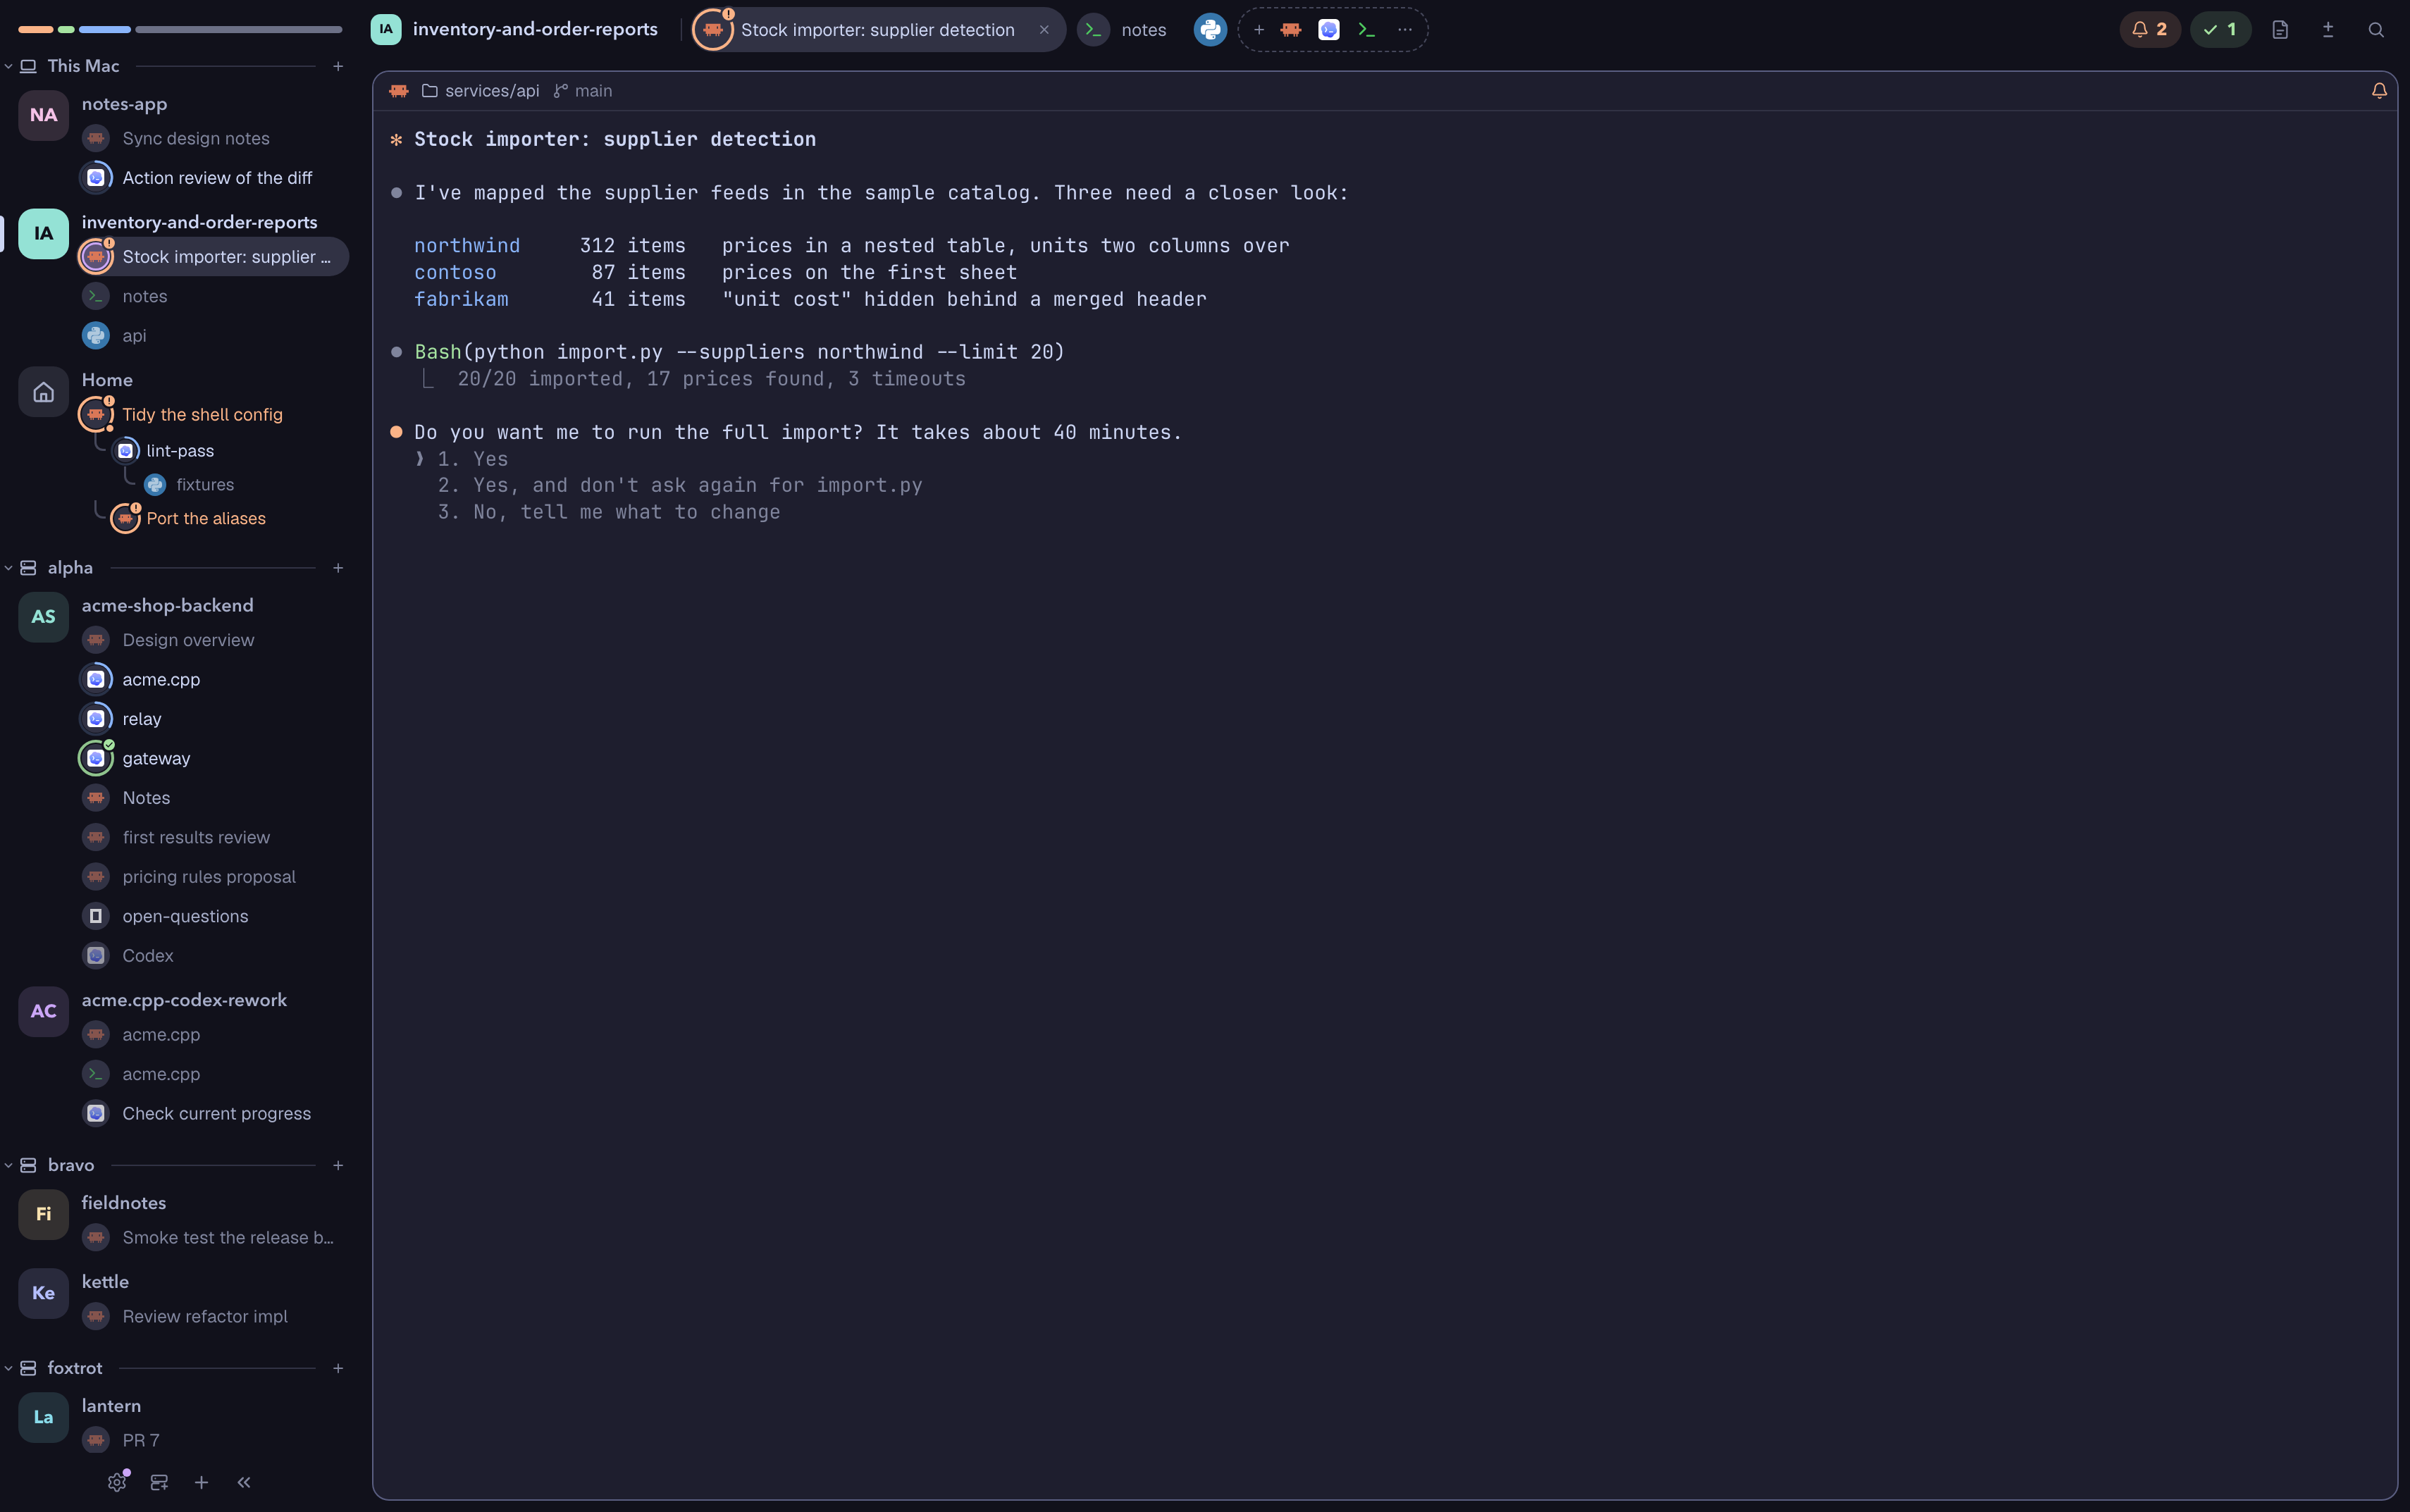 IA inventory-and-order-reports
Stock importer: supplier detection
notes
2
1
This Mac
NA
notes-app
Sync design notes
Action review of the diff
IA
inventory-and-order-reports
Stock importer: supplier ...
notes
api
Home
Tidy the shell config
lint-pass
fixtures
Port the aliases
alpha
AS
acme-shop-backend
Design overview
acme.cpp
relay
gateway
Notes
first results review
pricing rules proposal
open-questions
Codex
AC
acme.cpp-codex-rework
acme.cpp
acme.cpp
Check current progress
bravo
Fi
fieldnotes
Smoke test the release b...
Ke
kettle
Review refactor impl
foxtrot
La
lantern
PR 7
services/api main
✻ Stock importer: supplier detection
● I've mapped the supplier feeds in the sample catalog. Three need a closer look:
northwind 312 items prices in a nested table, units two columns over
contoso 87 items prices on the first sheet
fabrikam 41 items "unit cost" hidden behind a merged header
● Bash(python import.py --suppliers northwind --limit 20)
⎿ 20/20 imported, 17 prices found, 3 timeouts
● Do you want me to run the full import? It takes about 40 minutes.
❯ 1. Yes
2. Yes, and don't ask again for import.py
3. No, tell me what to change